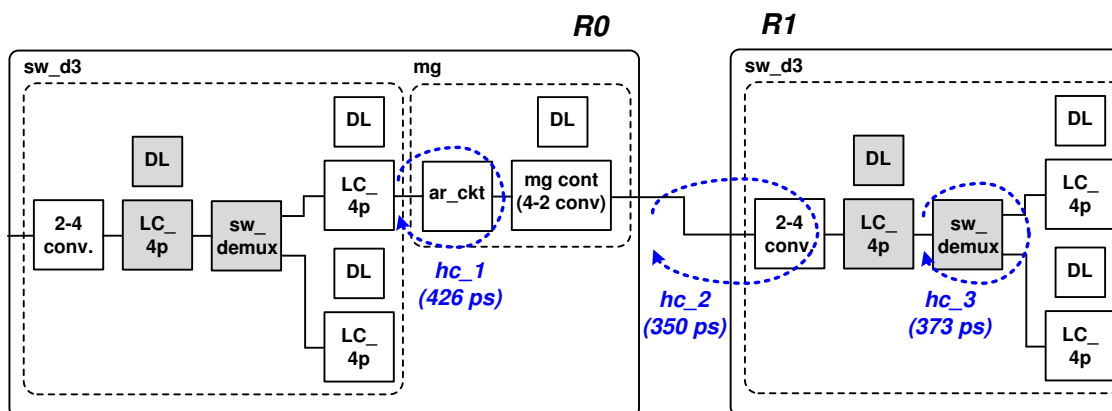 R0
R1
sw_d3
mg
sw_d3
DL
DL
DL
DL
DL
2-4
conv.
LC_
4p
sw_
demux
LC_
4p
ar_ckt
mg cont
(4-2 conv)
2-4
conv.
LC_
4p
sw_
demux
LC_
4p
DL
DL
hc_1
(426 ps)
hc_2
(350 ps)
hc_3
(373 ps)
LC_
4p
LC_
4p